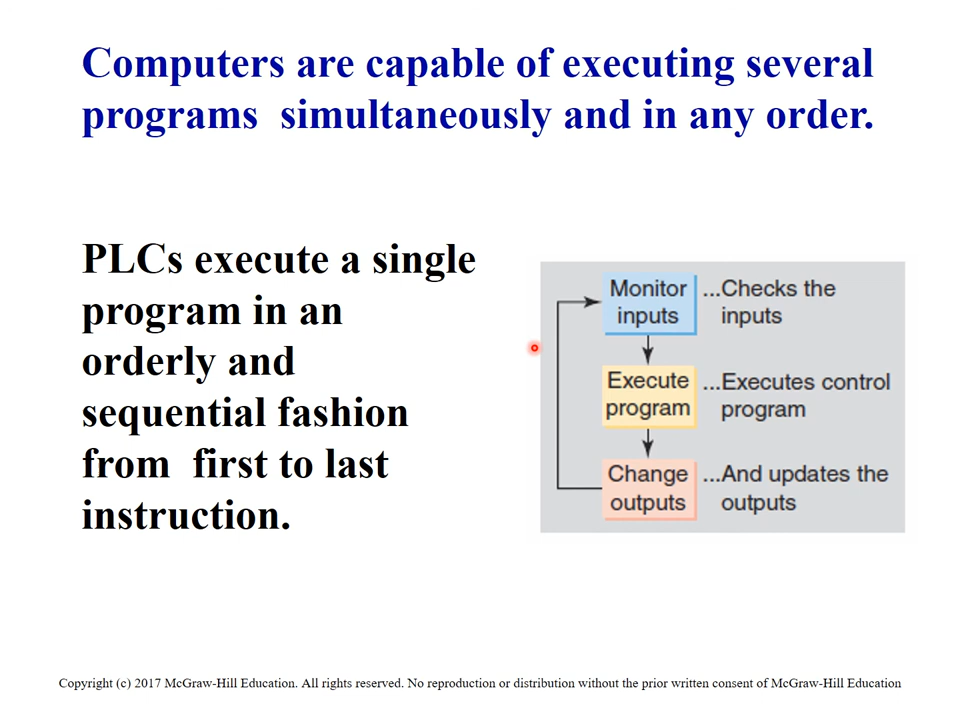 Computers are capable of executing several
programs simultaneously and in any order.
PLCs execute a single
program in an
orderly and
sequential fashion
from first to last
instruction.
Monitor
inputs
...Checks the
inputs
Execute
program
...Executes control
program
Change
outputs
...And updates the
outputs
Copyright (c) 2017 McGraw-Hill Education. All rights reserved. No reproduction or distribution without the prior written consent of McGraw-Hill Education